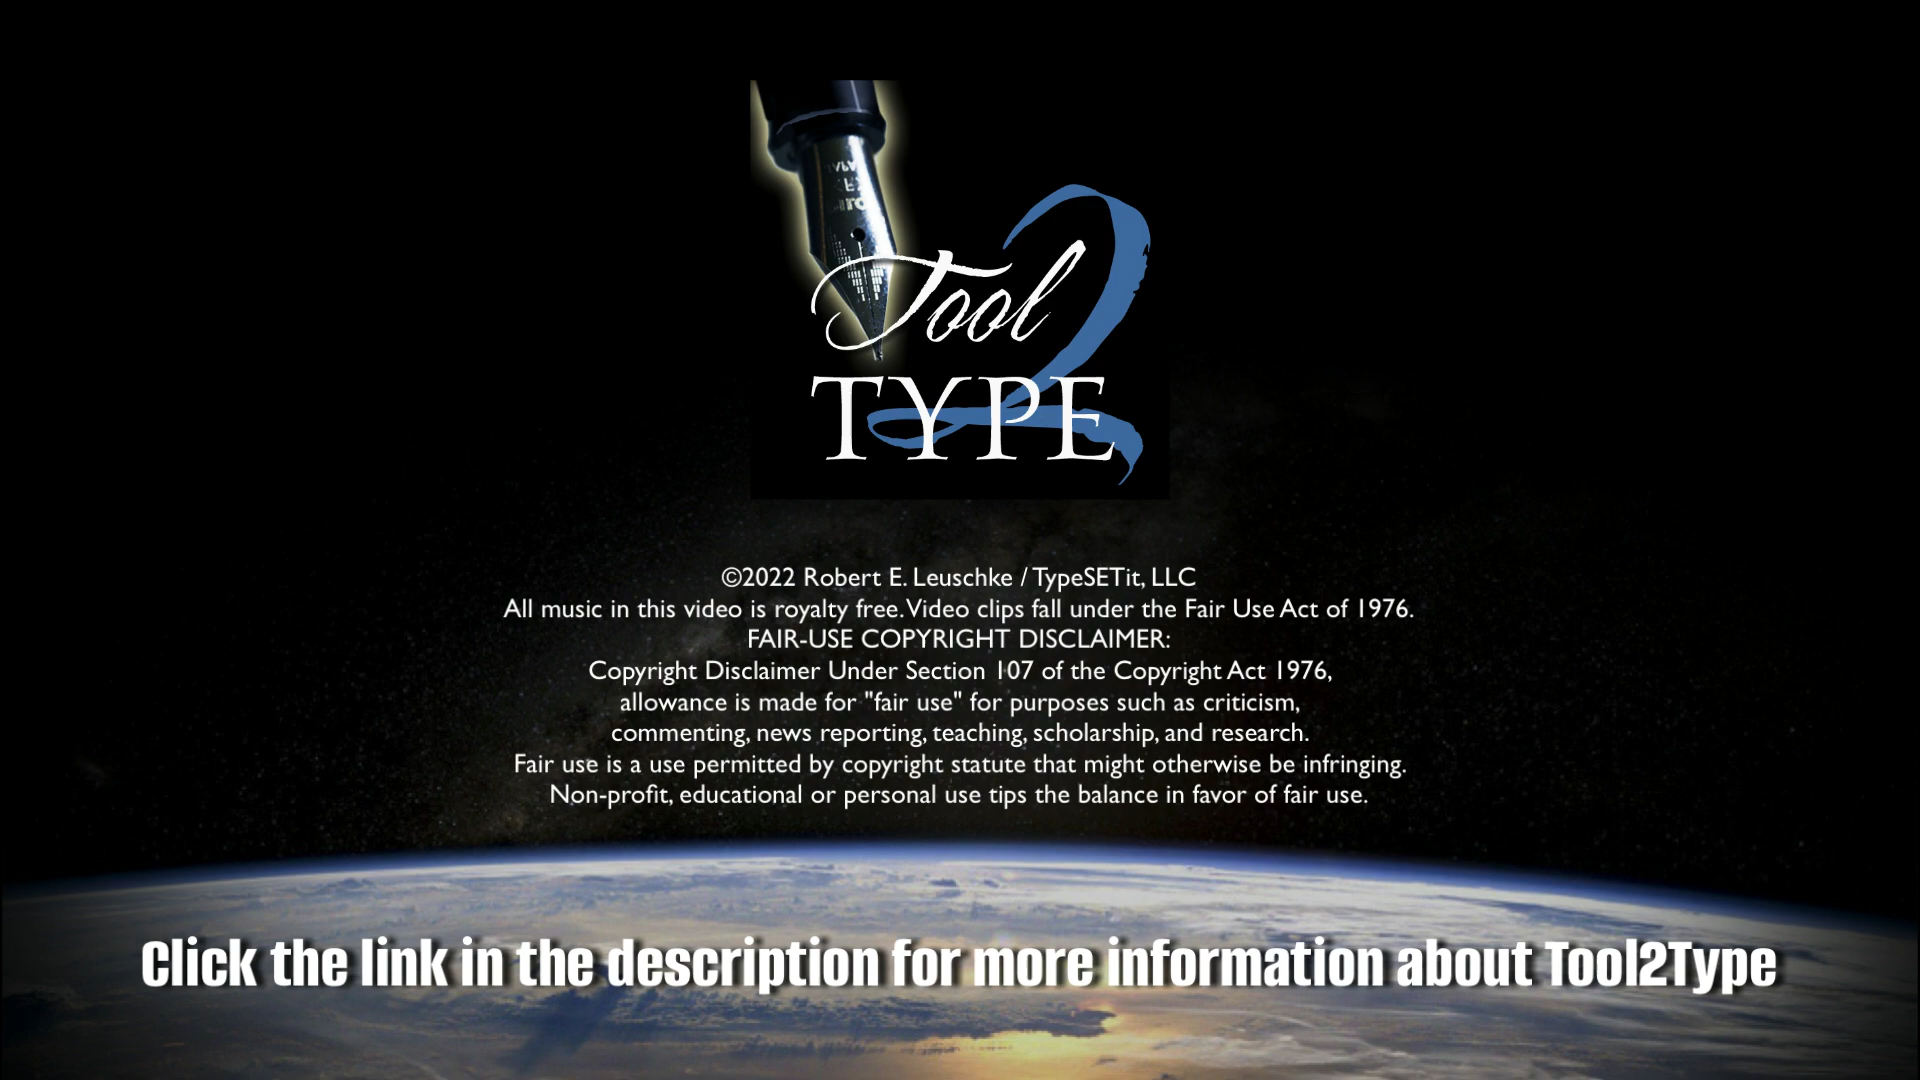 Tool
2
TYPE
©2022 Robert E. Leuschke / TypeSETit, LLC
All music in this video is royalty free. Video clips fall under the Fair Use Act of 1976.
FAIR-USE COPYRIGHT DISCLAIMER:
Copyright Disclaimer Under Section 107 of the Copyright Act 1976,
allowance is made for "fair use" for purposes such as criticism,
commenting, news reporting, teaching, scholarship, and research.
Fair use is a use permitted by copyright statute that might otherwise be infringing.
Non-profit, educational or personal use tips the balance in favor of fair use.
Click the link in the description for more information about Tool2Type